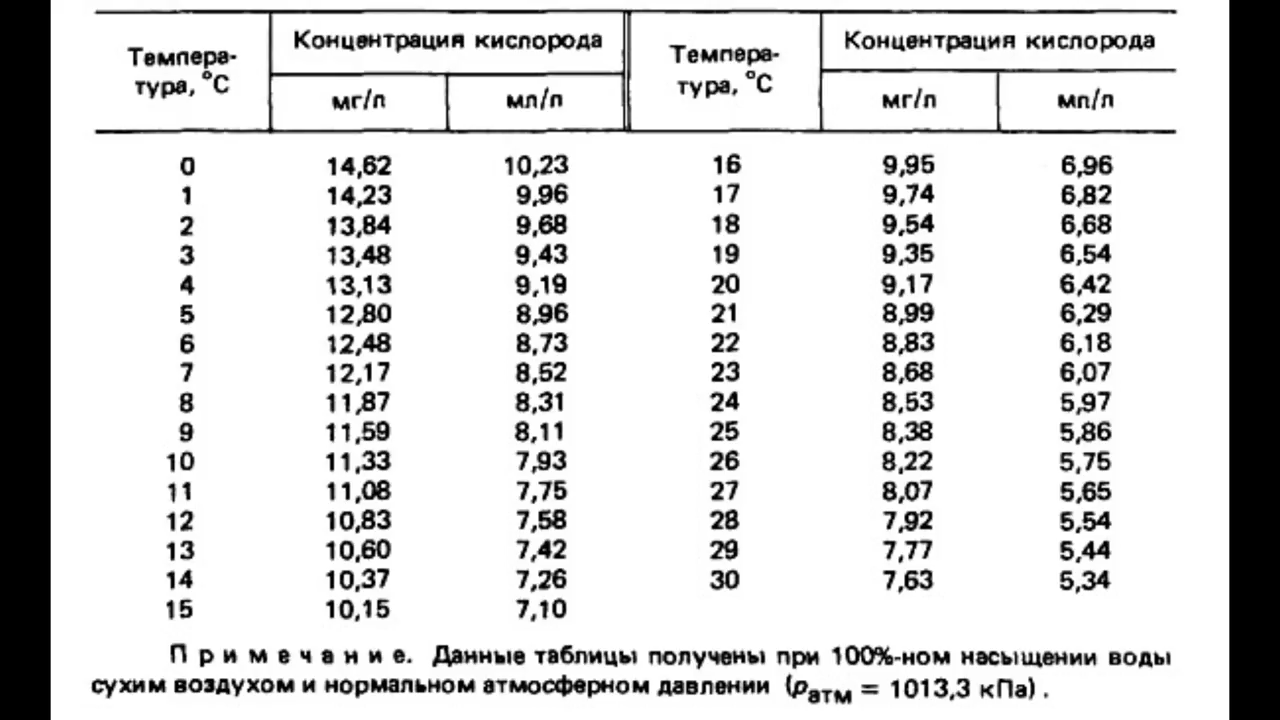 Темпера-
тура, °С
Концентрация кислорода
мг/л
мл/л
Темпера-
тура, °С
Концентрация кислорода
мг/л
мл/л
0 14,62 10,23 16 9,95 6,96
1 14,23 9,96 17 9,74 6,82
2 13,84 9,68 18 9,54 6,68
3 13,48 9,43 19 9,35 6,54
4 13,13 9,19 20 9,17 6,42
5 12,80 8,96 21 8,99 6,29
6 12,48 8,73 22 8,83 6,18
7 12,17 8,52 23 8,68 6,07
8 11,87 8,31 24 8,53 5,97
9 11,59 8,11 25 8,38 5,86
10 11,33 7,93 26 8,22 5,75
11 11,08 7,75 27 8,07 5,65
12 10,83 7,58 28 7,92 5,54
13 10,60 7,42 29 7,77 5,44
14 10,37 7,26 30 7,63 5,34
15 10,15 7,10
Примечание. Данные таблицы получены при 100%-ном насыщении воды
сухим воздухом и нормальном атмосферном давлении (pатм = 1013,3 кПа).